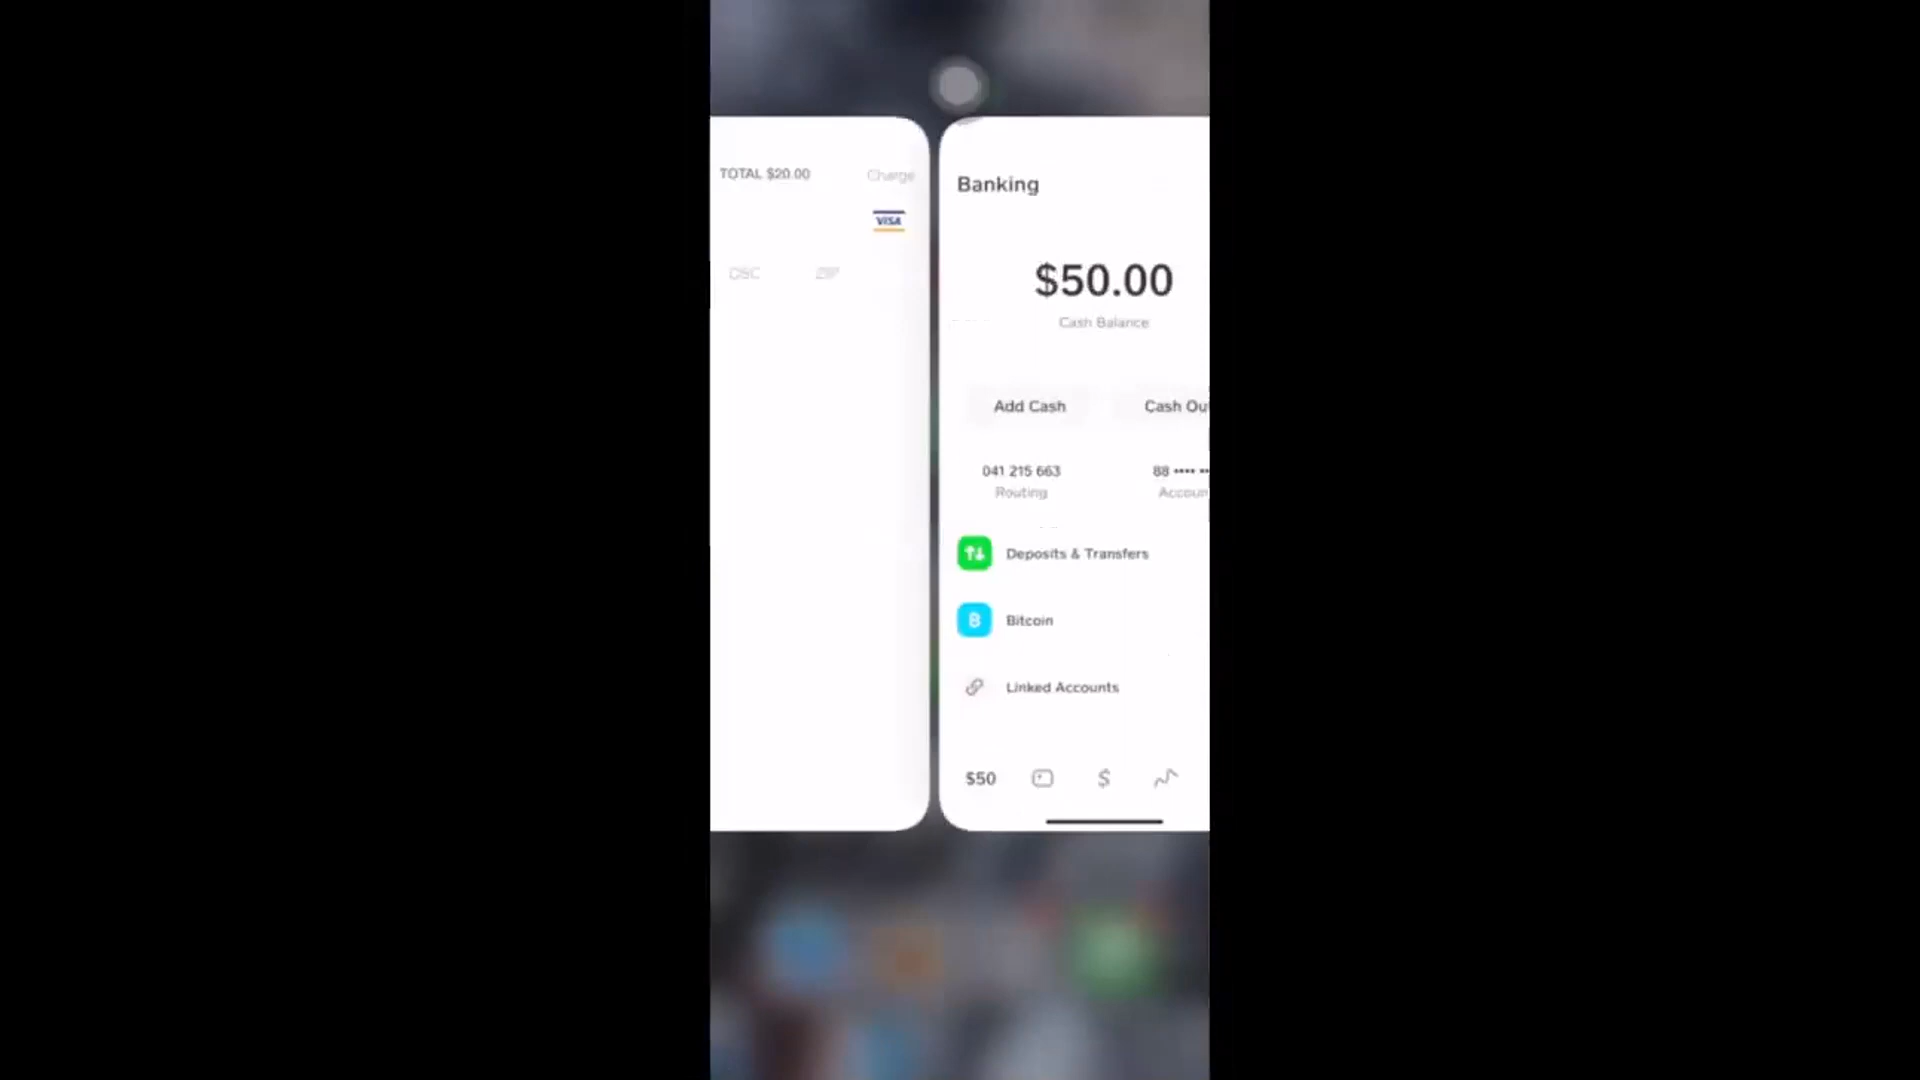 TOTAL $20.00
Charge
VISA
CSC
ZIP
Banking
$50.00
Cash Balance
Add Cash
Cash Ou
041 215 663
88 •••• ••
Routing
Accoun
Deposits & Transfers
Bitcoin
Linked Accounts
$50